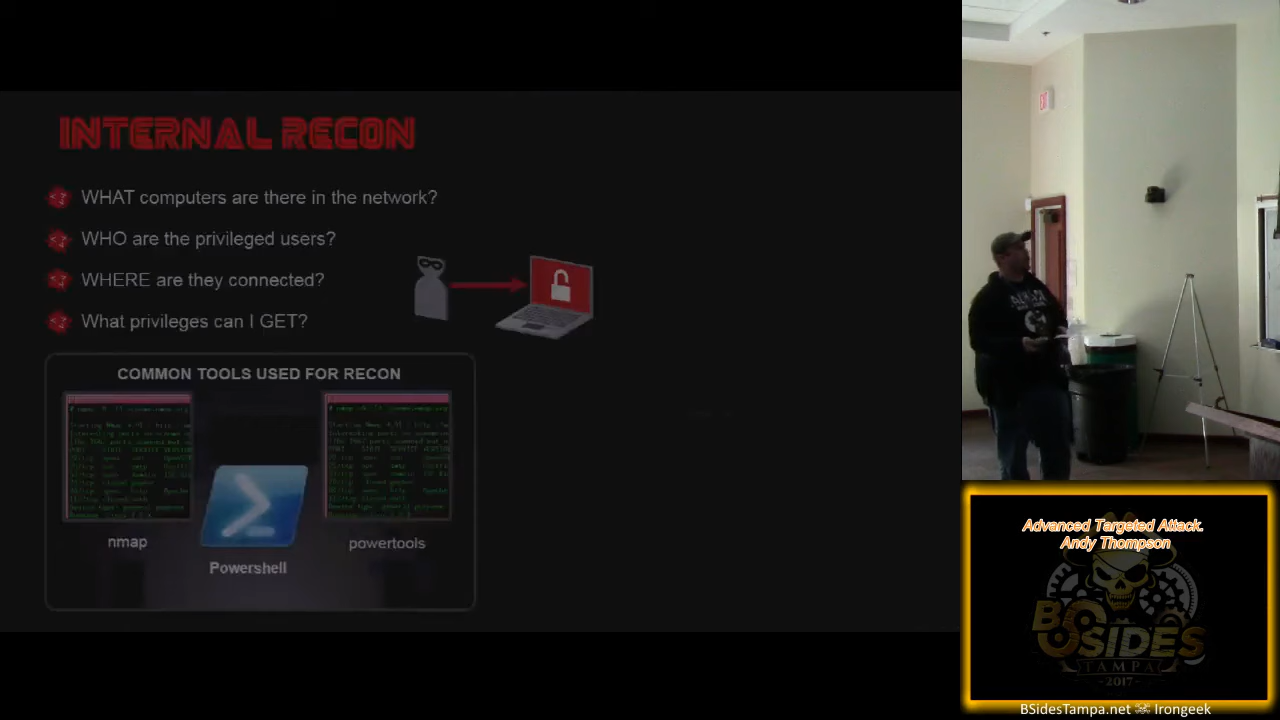 INTERNAL RECON
WHAT computers are there in the network?
WHO are the privileged users?
WHERE are they connected?
What privileges can I GET?
COMMON TOOLS USED FOR RECON
nmap
Powershell
powertools
Advanced Targeted Attack.
Andy Thompson
BSIDES
TAMPA
2017
BSidesTampa.net Irongeek